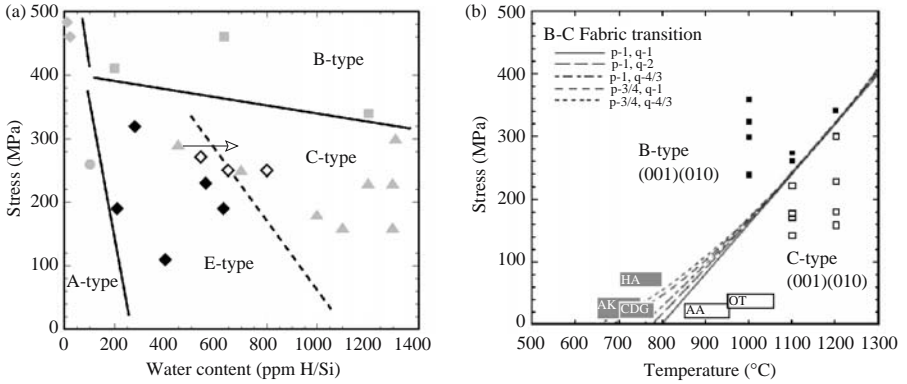 (a)
500
400
300
200
100
0
0
200
400
600
800
1000
1200
1400
Stress (MPa)
Water content (ppm H/Si)
B-type
C-type
E-type
A-type
(b)
500
400
300
200
100
0
500
600
700
800
900
1000
1100
1200
1300
Stress (MPa)
Temperature (°C)
B-C Fabric transition
p-1, q-1
p-1, q-2
p-1, q-4/3
p-3/4, q-1
p-3/4, q-4/3
B-type
(001)(010)
C-type
(001)(010)
HA
AK
CDG
AA
OT